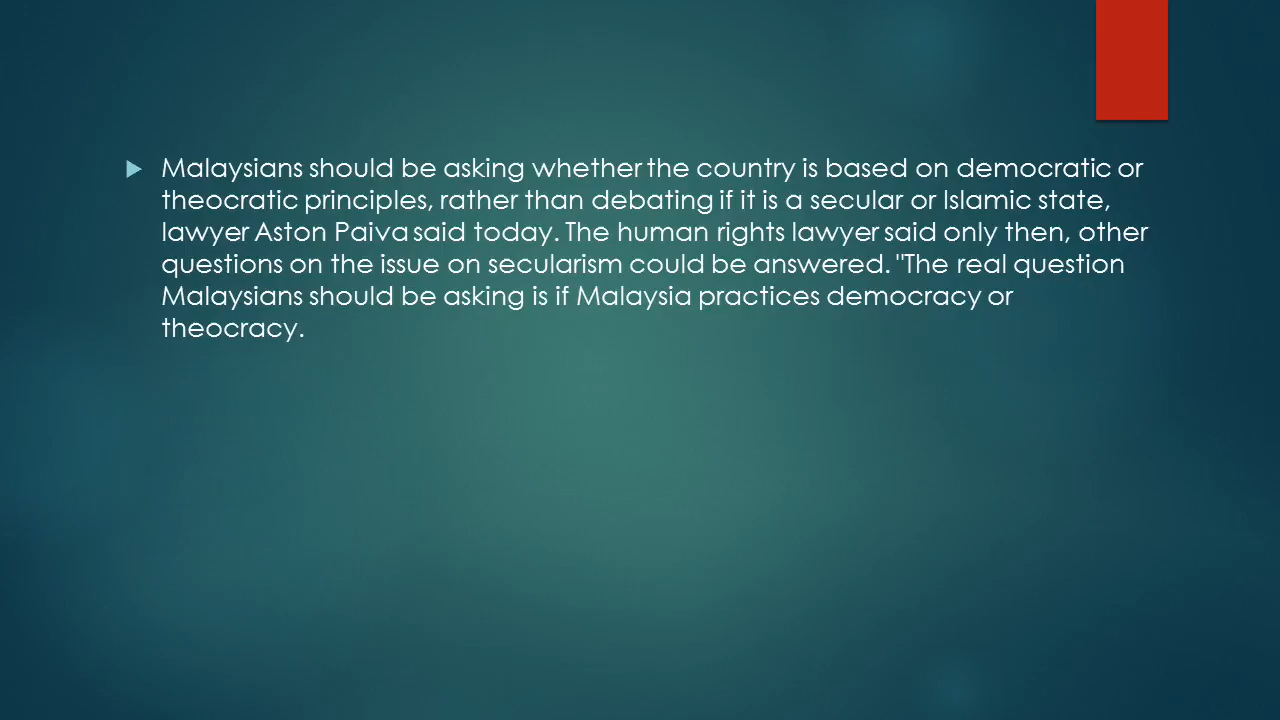 Malaysians should be asking whether the country is based on democratic or
theocratic principles, rather than debating if it is a secular or Islamic state,
lawyer Aston Paiva said today. The human rights lawyer said only then, other
questions on the issue on secularism could be answered. "The real question
Malaysians should be asking is if Malaysia practices democracy or
theocracy.